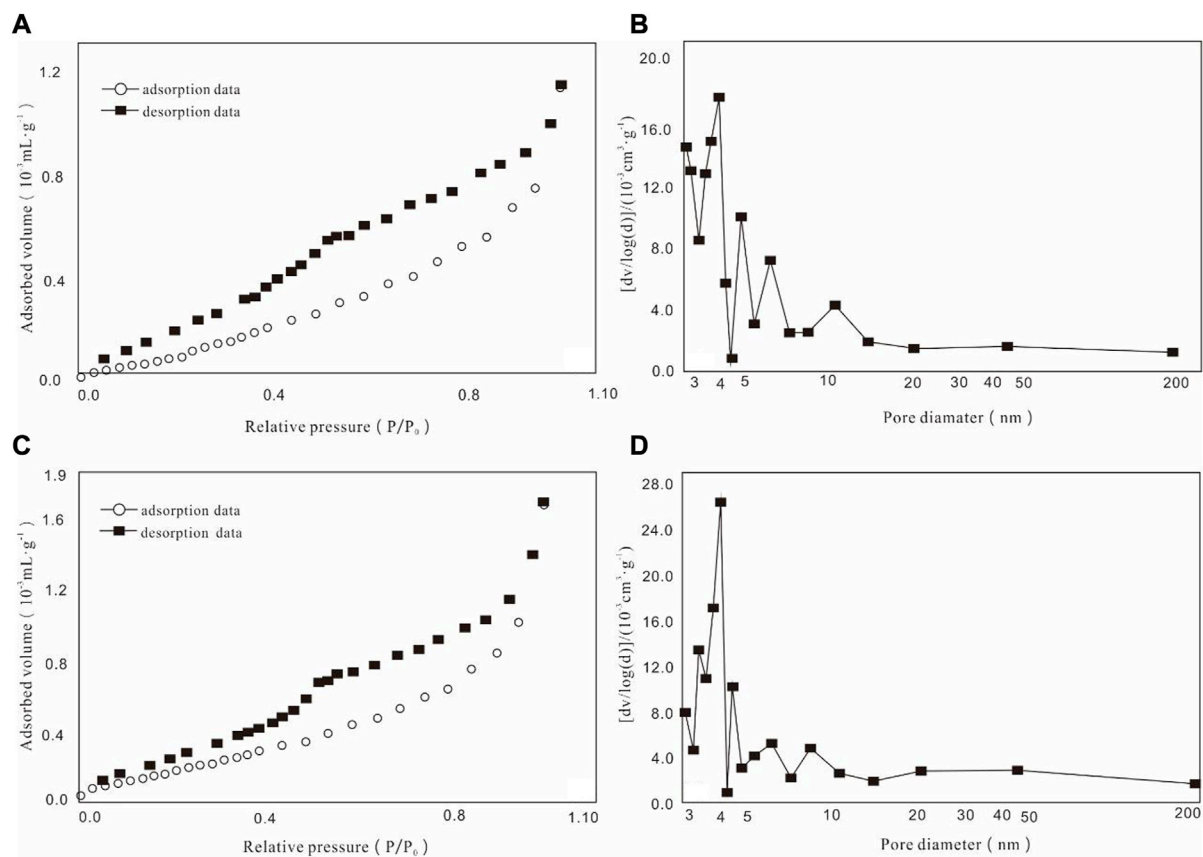 A
Adsorbed volume ( 10⁻³mL·g⁻¹)
1.2
0.8
0.4
0.0
adsorption data
desorption data
0.0 0.4 0.8 1.10
Relative pressure ( P/P₀ )
B
[dv/log(d)]/(10⁻³cm³·g⁻¹)
20.0
16.0
12.0
8.0
4.0
0.0
3 4 5 10 20 30 40 50 200
Pore diamater ( nm )
C
Adsorbed volume ( 10⁻³mL·g⁻¹)
1.9
1.6
1.2
0.8
0.4
0.0
adsorption data
desorption data
0.0 0.4 0.8 1.10
Relative pressure ( P/P₀ )
D
[dv/log(d)]/(10⁻³cm³·g⁻¹)
28.0
24.0
20.0
16.0
12.0
8.0
4.0
0.0
3 4 5 10 20 30 40 50 200
Pore diameter ( nm )